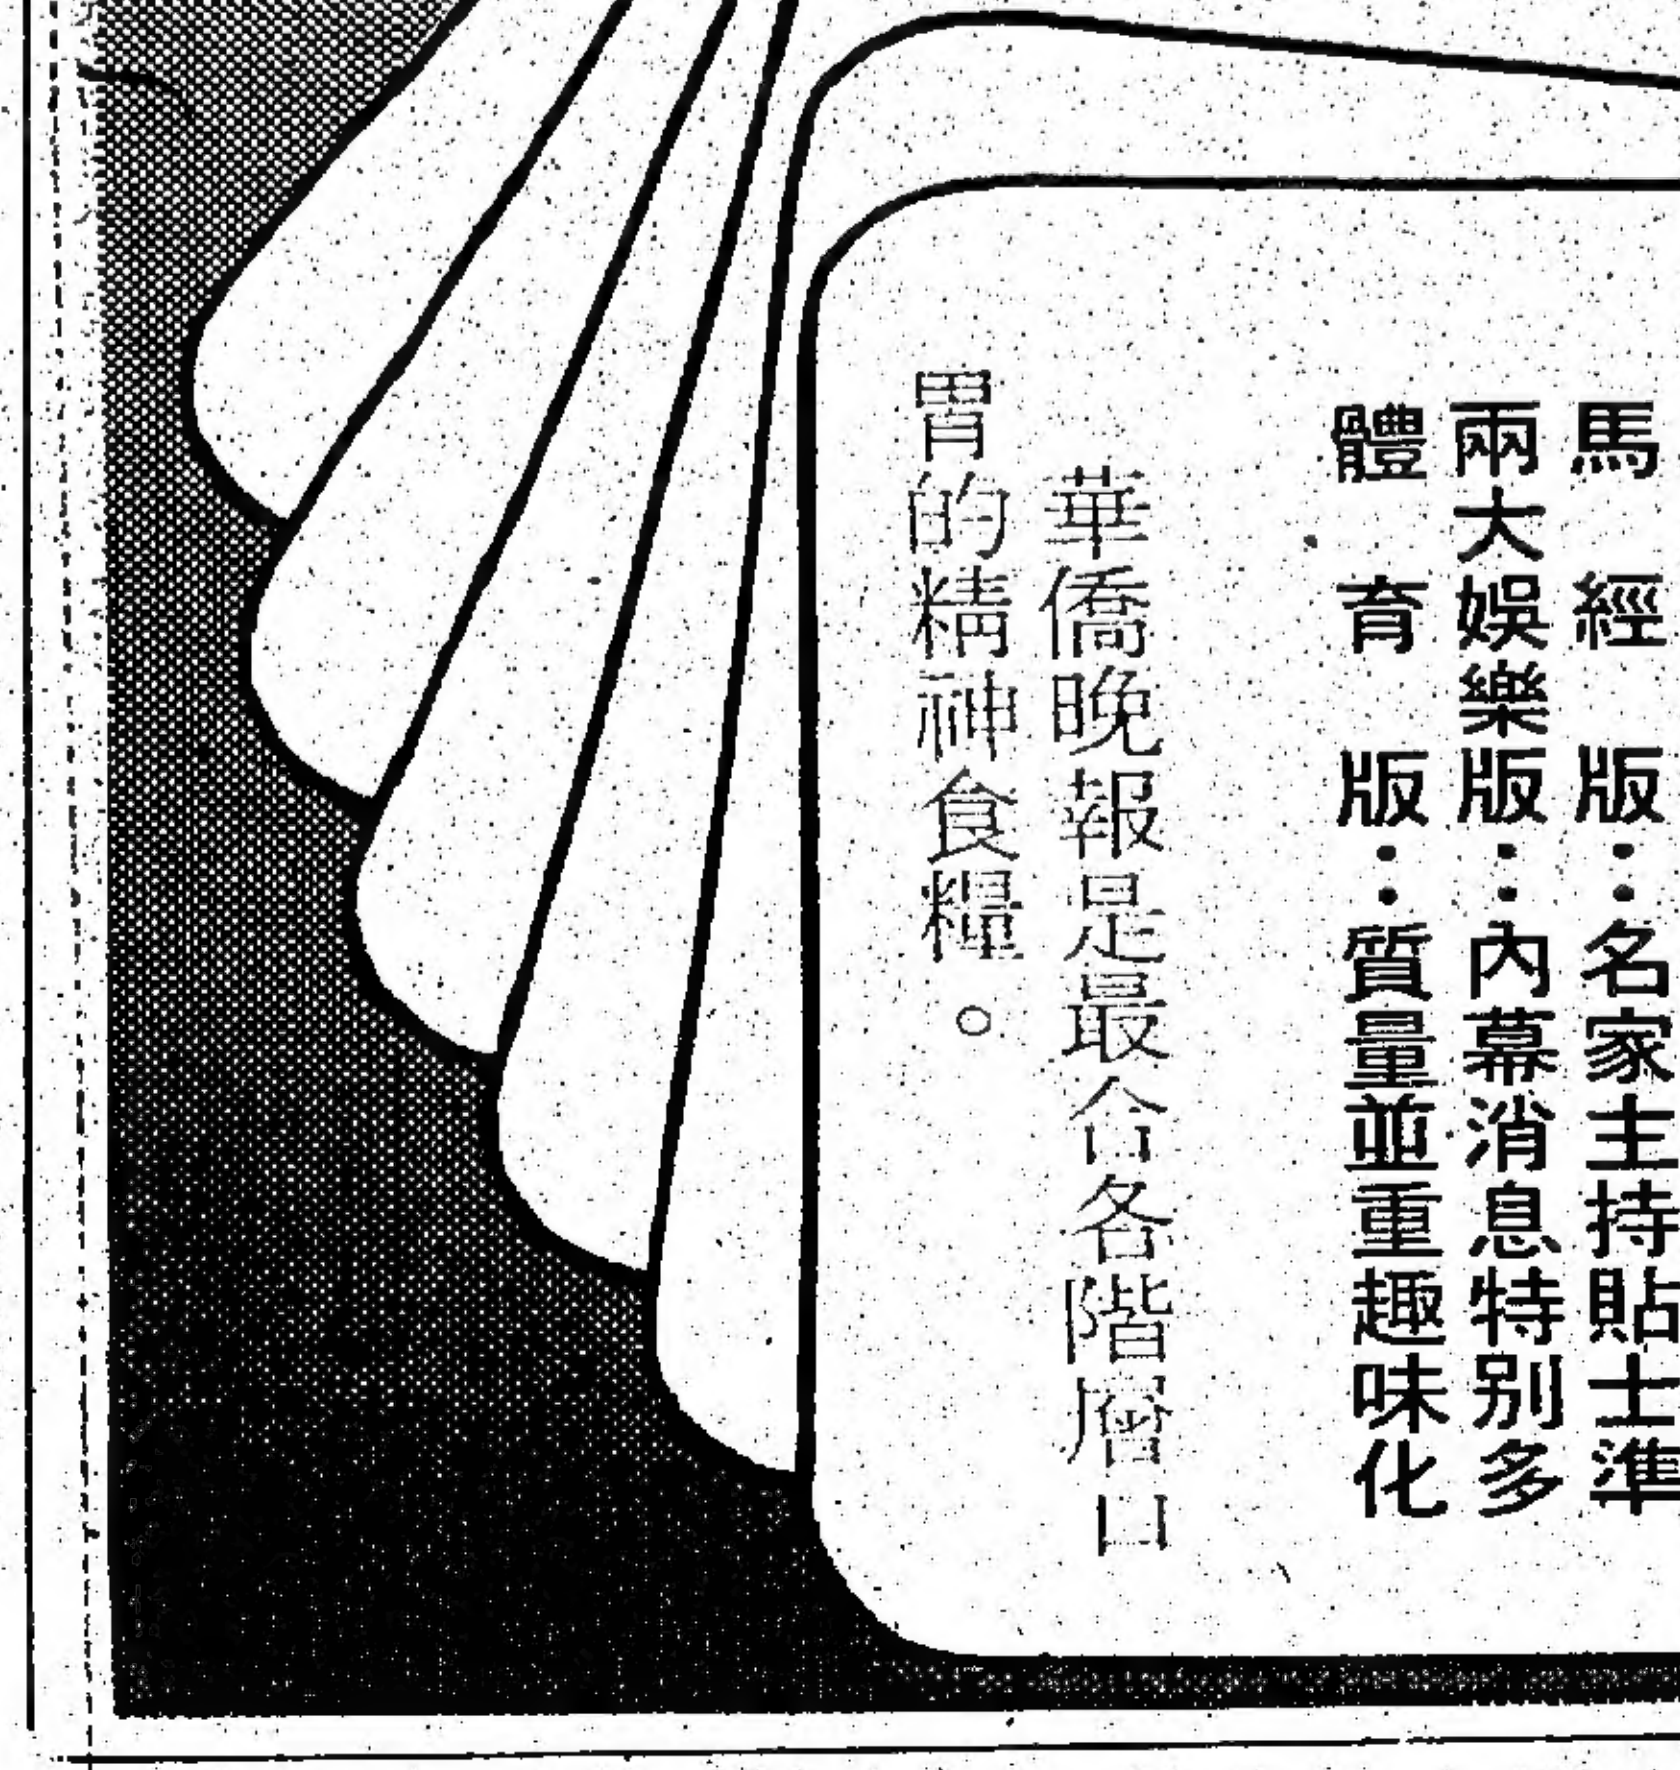 馬經版：名家主持貼士準
兩大娛樂版：內幕消息特别多
體育版：質量並重趣味化
華僑晚報是最合各階層口
胃的精神食糧。